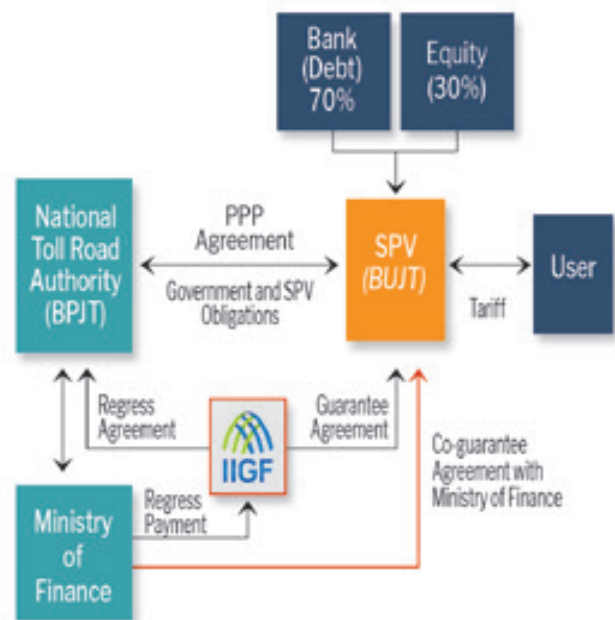 Bank
(Debt)
70%
Equity
(30%)
National
Toll Road
Authority
(BPJT)
PPP
Agreement
Government and SPV
Obligations
SPV
(BUJT)
Tariff
User
Regress
Agreement
IIGF
Guarantee
Agreement
Co-guarantee
Agreement with
Ministry of Finance
Regress
Payment
Ministry
of
Finance